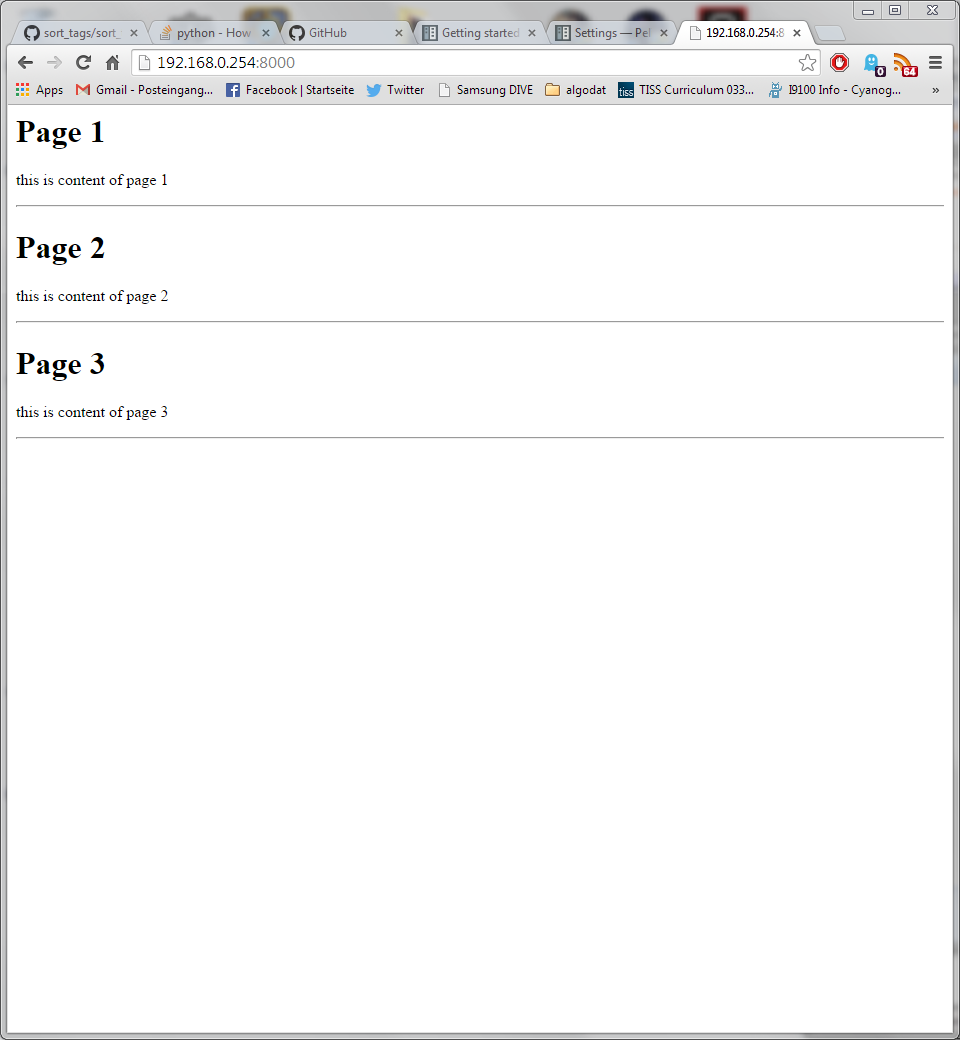 sort_tags/sort_ python - How GitHub Getting started Settings — Pel 192.168.0.254:8
192.168.0.254:8000 0 64
Apps Gmail - Posteingang... Facebook | Startseite Twitter Samsung DIVE algodat tiss TISS Curriculum 033... I9100 Info - Cyanog... »
Page 1
this is content of page 1
Page 2
this is content of page 2
Page 3
this is content of page 3